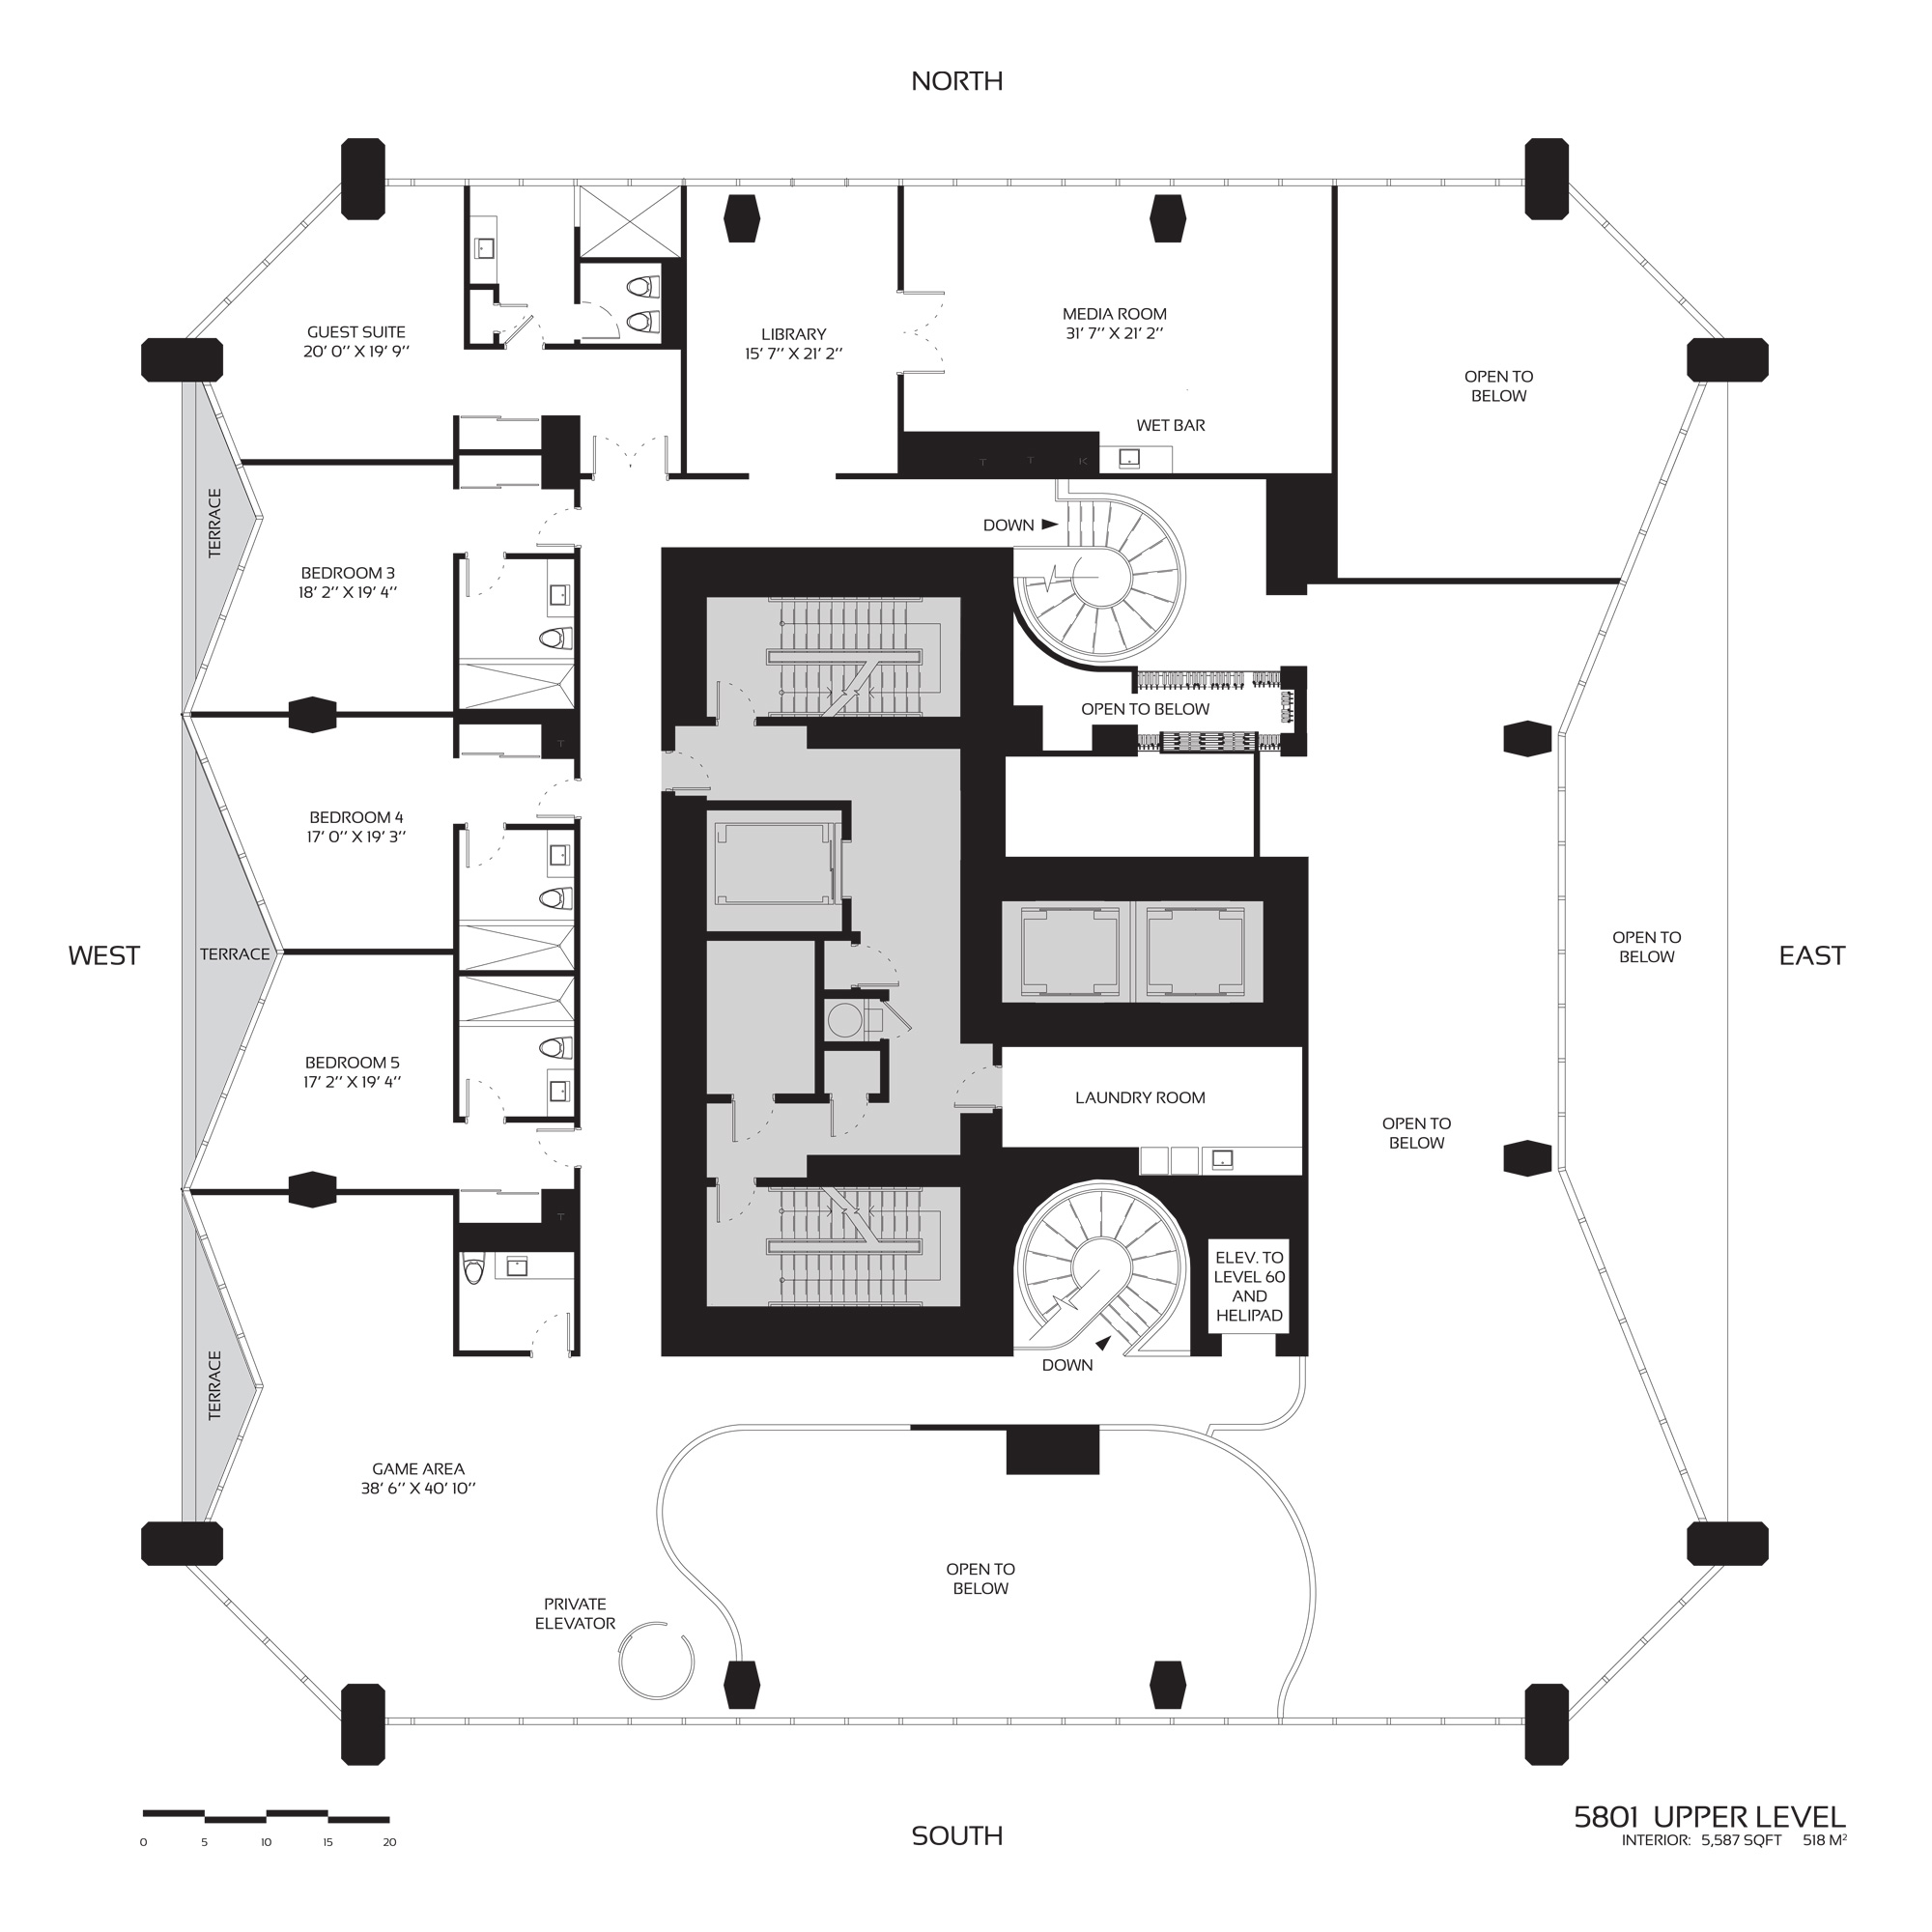 NORTH
GUEST SUITE
20' 0'' X 19' 9''
LIBRARY
15' 7'' X 21' 2''
MEDIA ROOM
31' 7'' X 21' 2''
OPEN TO
BELOW
WET BAR
T T K
TERRACE
DOWN
BEDROOM 3
18' 2'' X 19' 4''
OPEN TO BELOW
T
BEDROOM 4
17' 0'' X 19' 3''
WEST
TERRACE
OPEN TO
BELOW
EAST
BEDROOM 5
17' 2'' X 19' 4''
LAUNDRY ROOM
OPEN TO
BELOW
T
ELEV. TO
LEVEL 60
AND
HELIPAD
TERRACE
DOWN
GAME AREA
38' 6'' X 40' 10''
OPEN TO
BELOW
PRIVATE
ELEVATOR
0 5 10 15 20
SOUTH
5801 UPPER LEVEL
INTERIOR: 5,587 SQFT 518 M²